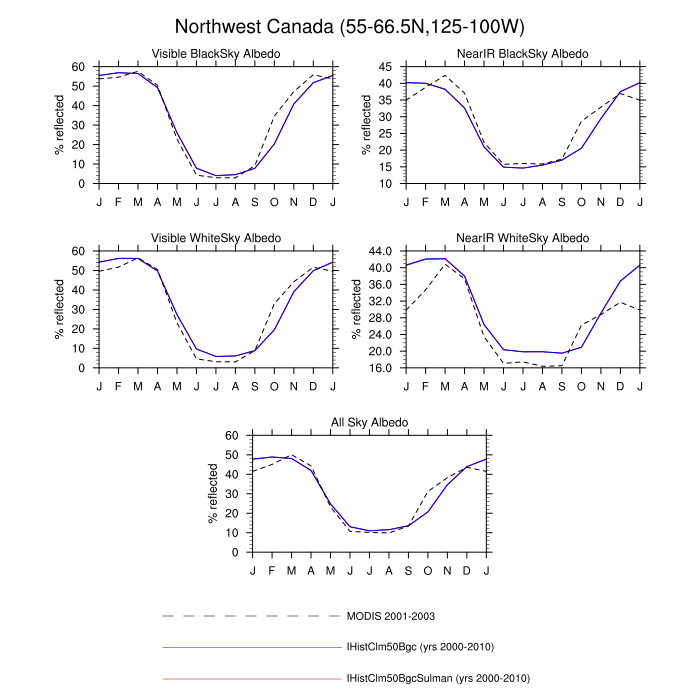 Northwest Canada (55-66.5N,125-100W)
Visible BlackSky Albedo
% reflected
60
50
40
30
20
10
0
J F M A M J J A S O N D J
NearIR BlackSky Albedo
% reflected
45
40
35
30
25
20
15
10
J F M A M J J A S O N D J
Visible WhiteSky Albedo
% reflected
60
50
40
30
20
10
0
J F M A M J J A S O N D J
NearIR WhiteSky Albedo
% reflected
44.0
40.0
36.0
32.0
28.0
24.0
20.0
16.0
J F M A M J J A S O N D J
All Sky Albedo
% reflected
60
50
40
30
20
10
0
J F M A M J J A S O N D J
MODIS 2001-2003
IHistClm50Bgc (yrs 2000-2010)
IHistClm50BgcSulman (yrs 2000-2010)